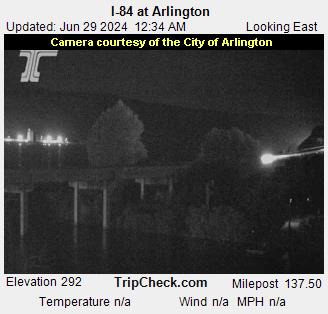 I-84 at Arlington
Updated: Jun 29 2024 12:34 AM Looking East
Camera courtesy of the City of Arlington
Elevation 292 TripCheck.com Milepost 137.50
Temperature n/a Wind n/a MPH n/a